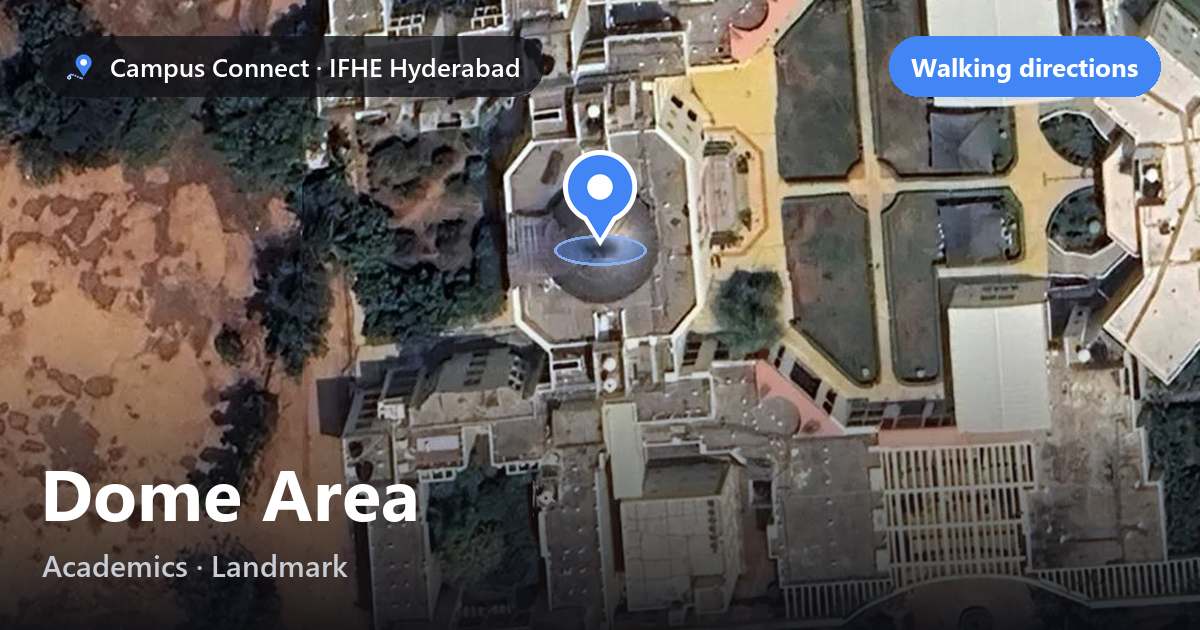 Campus Connect · IFHE Hyderabad
Walking directions
Dome Area
Academics · Landmark